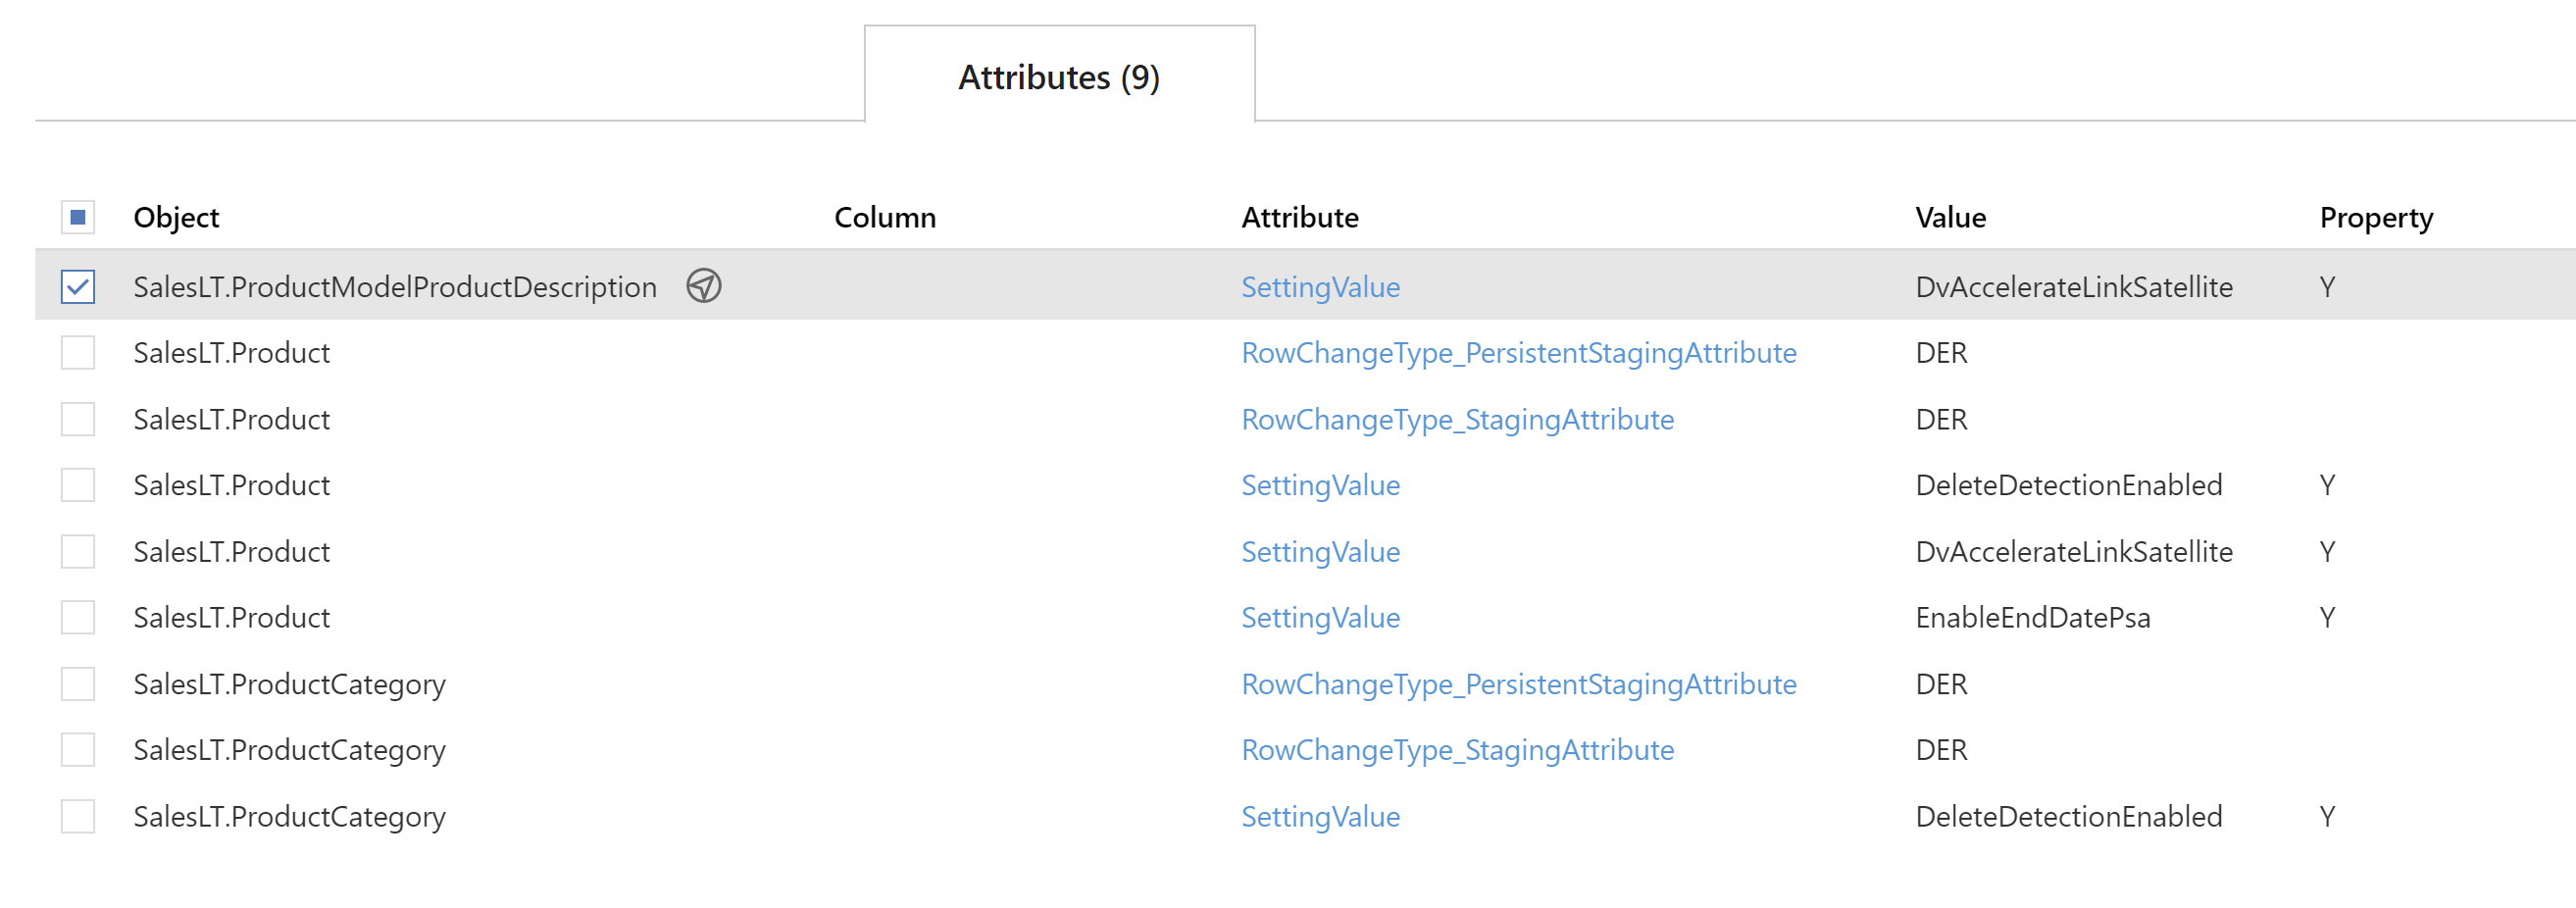 Attributes (9)
Object Column Attribute Value Property
SalesLT.ProductModelProductDescription SettingValue DvAccelerateLinkSatellite Y
SalesLT.Product RowChangeType_PersistentStagingAttribute DER
SalesLT.Product RowChangeType_StagingAttribute DER
SalesLT.Product SettingValue DeleteDetectionEnabled Y
SalesLT.Product SettingValue DvAccelerateLinkSatellite Y
SalesLT.Product SettingValue EnableEndDatePsa Y
SalesLT.ProductCategory RowChangeType_PersistentStagingAttribute DER
SalesLT.ProductCategory RowChangeType_StagingAttribute DER
SalesLT.ProductCategory SettingValue DeleteDetectionEnabled Y